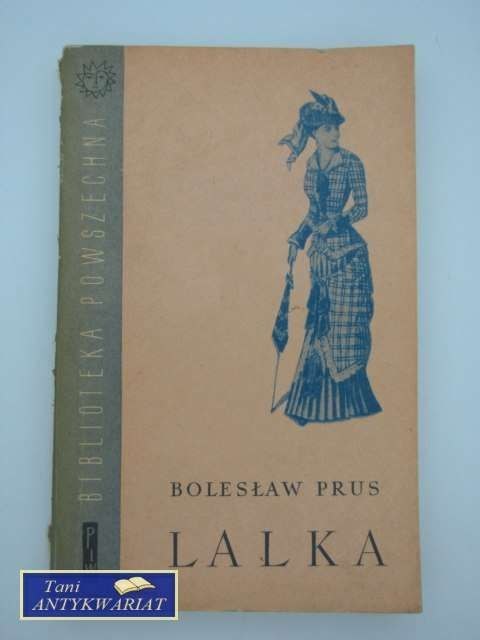 BIBLIOTEKA POWSZECHNA
BOLESŁAW PRUS
LALKA
PIW
Tani
ANTYKWARIAT